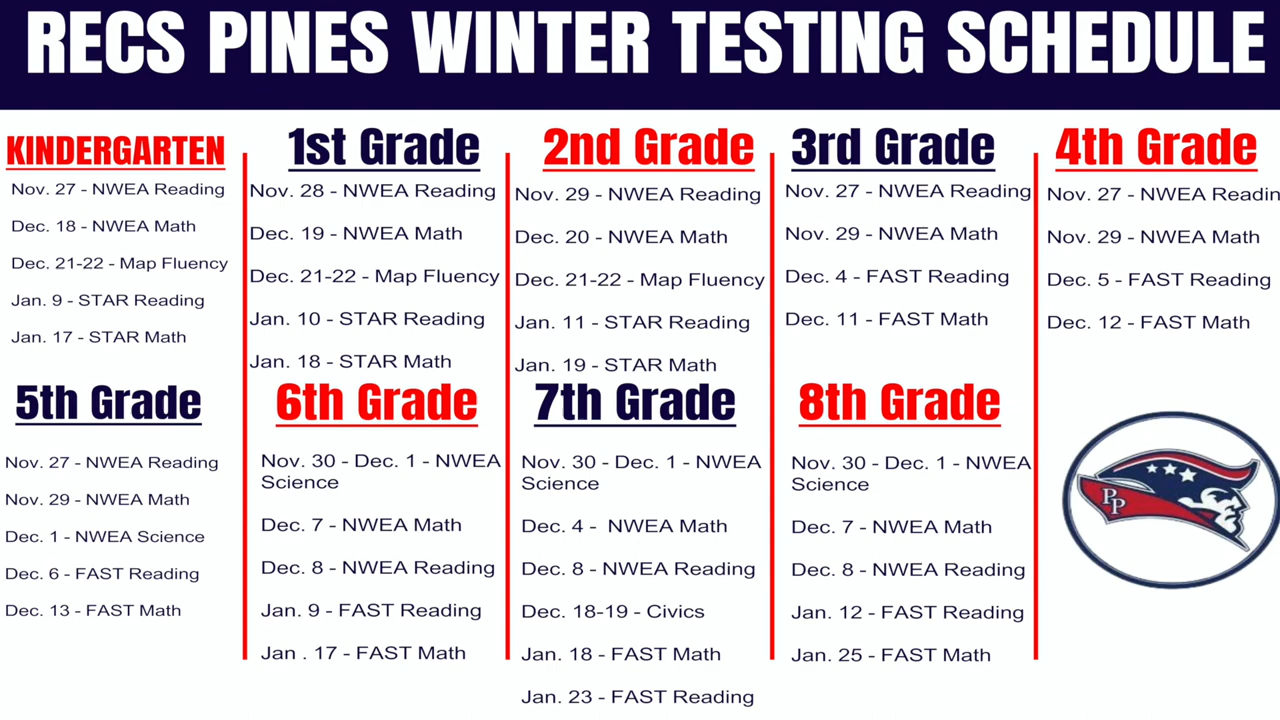 RECS PINES WINTER TESTING SCHEDULE
KINDERGARTEN
Nov. 27 - NWEA Reading
Dec. 18 - NWEA Math
Dec. 21-22 - Map Fluency
Jan. 9 - STAR Reading
Jan. 17 - STAR Math
1st Grade
Nov. 28 - NWEA Reading
Dec. 19 - NWEA Math
Dec. 21-22 - Map Fluency
Jan. 10 - STAR Reading
Jan. 18 - STAR Math
2nd Grade
Nov. 29 - NWEA Reading
Dec. 20 - NWEA Math
Dec. 21-22 - Map Fluency
Jan. 11 - STAR Reading
Jan. 19 - STAR Math
3rd Grade
Nov. 27 - NWEA Reading
Nov. 29 - NWEA Math
Dec. 4 - FAST Reading
Dec. 11 - FAST Math
4th Grade
Nov. 27 - NWEA Readin
Nov. 29 - NWEA Math
Dec. 5 - FAST Reading
Dec. 12 - FAST Math
5th Grade
Nov. 27 - NWEA Reading
Nov. 29 - NWEA Math
Dec. 1 - NWEA Science
Dec. 6 - FAST Reading
Dec. 13 - FAST Math
6th Grade
Nov. 30 - Dec. 1 - NWEA
Science
Dec. 7 - NWEA Math
Dec. 8 - NWEA Reading
Jan. 9 - FAST Reading
Jan . 17 - FAST Math
7th Grade
Nov. 30 - Dec. 1 - NWEA
Science
Dec. 4 -  NWEA Math
Dec. 8 - NWEA Reading
Dec. 18-19 - Civics
Jan. 18 - FAST Math
Jan. 23 - FAST Reading
8th Grade
Nov. 30 - Dec. 1 - NWEA
Science
Dec. 7 - NWEA Math
Dec. 8 - NWEA Reading
Jan. 12 - FAST Reading
Jan. 25 - FAST Math
PP